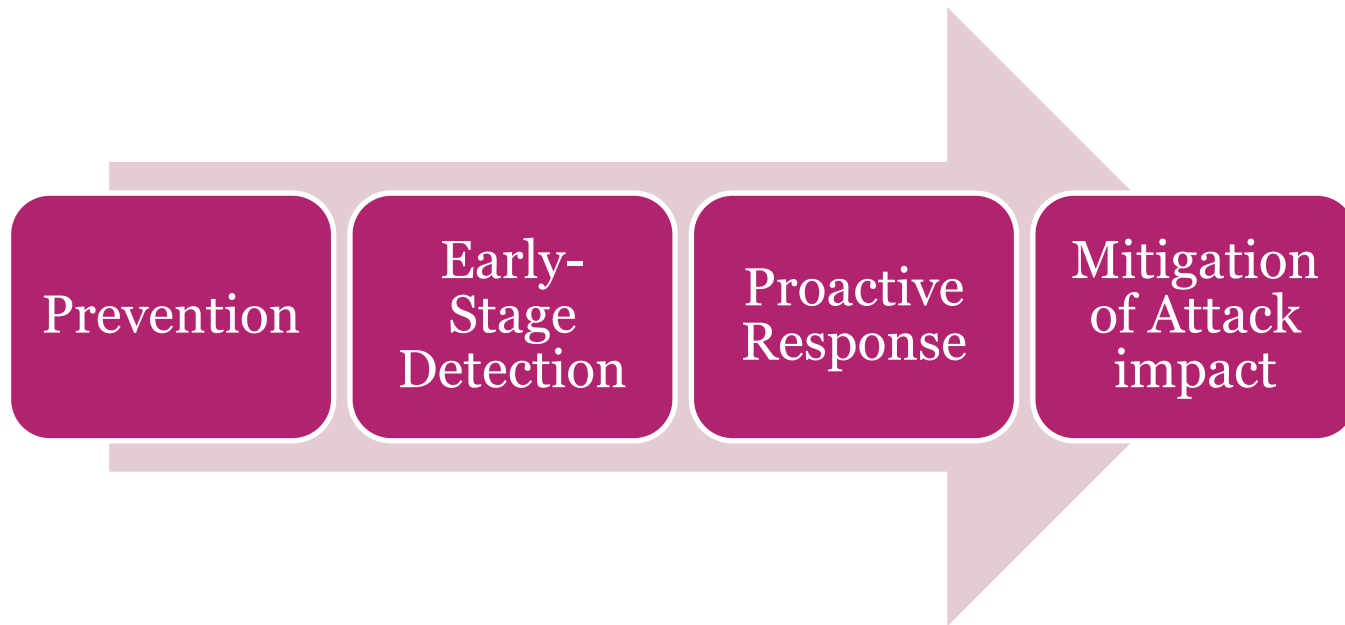 Prevention
Early-
Stage
Detection
Proactive
Response
Mitigation
of Attack
impact